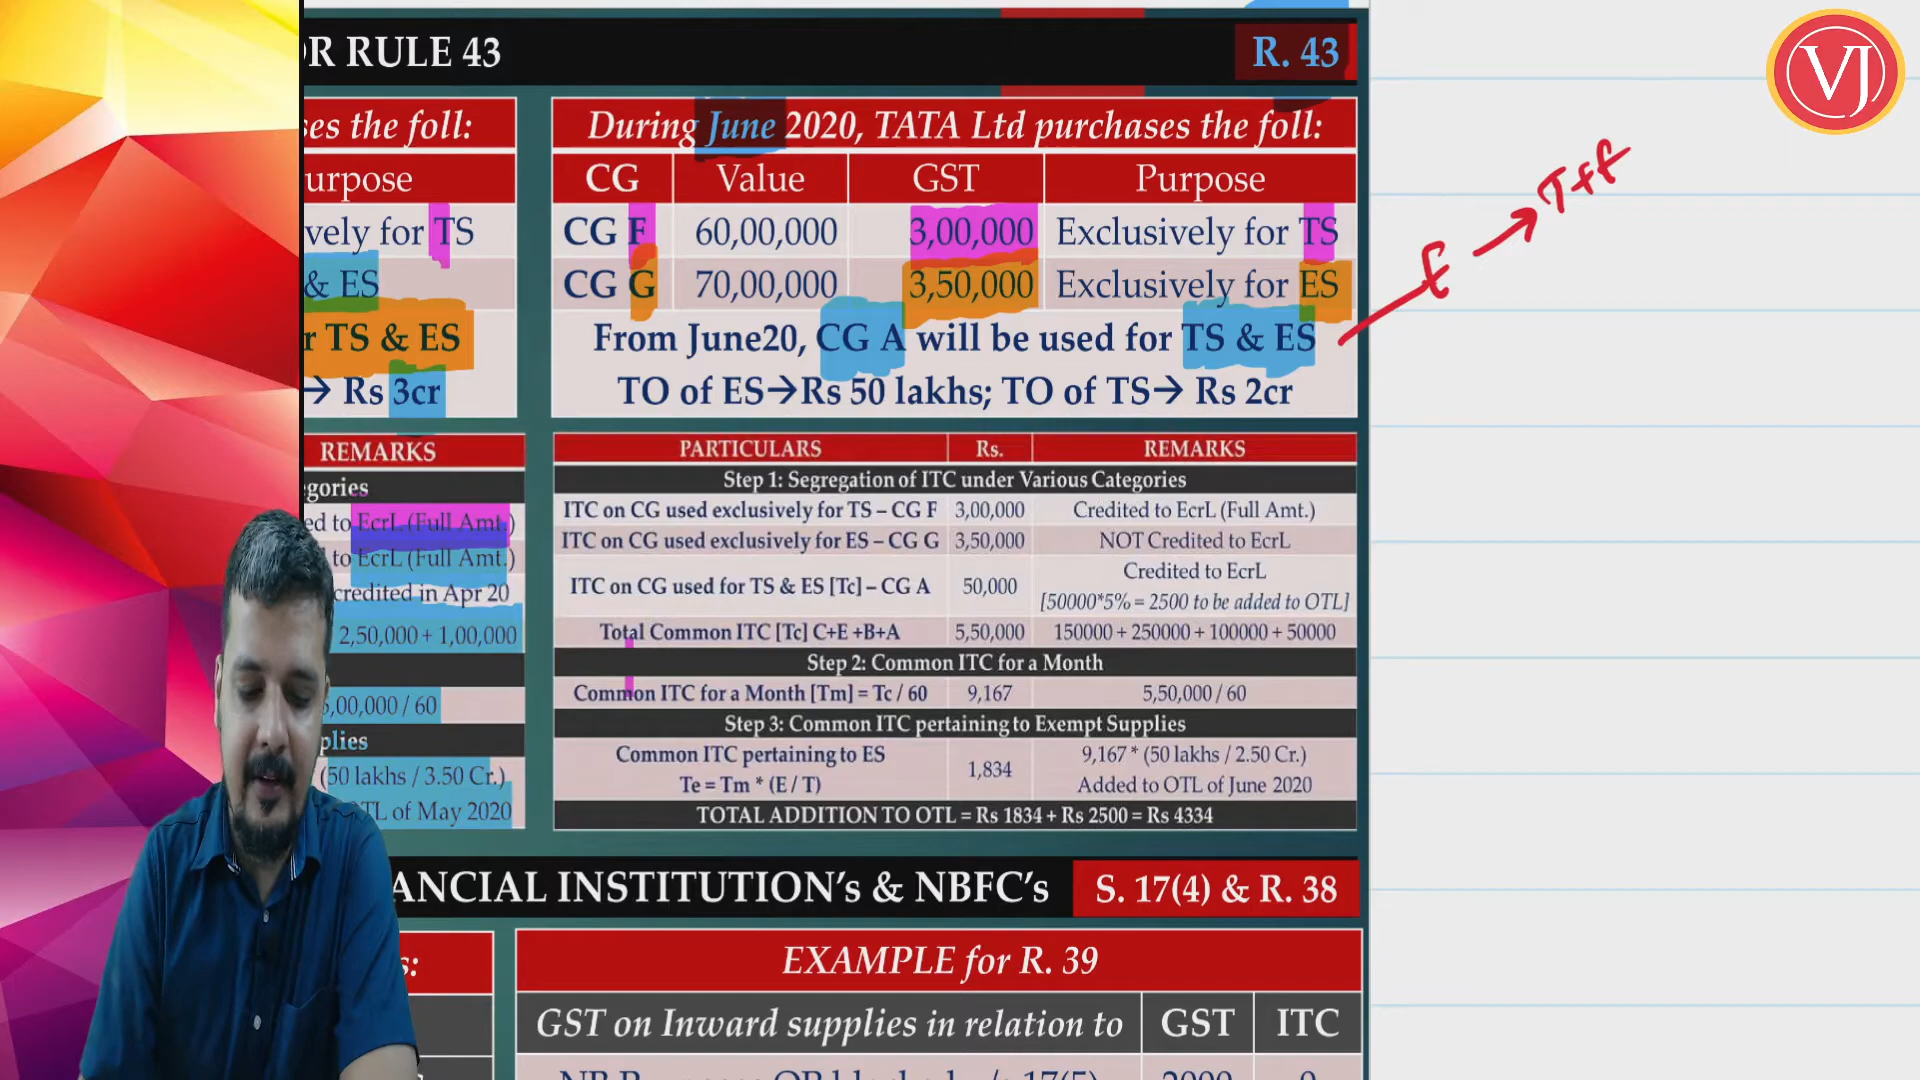 OR RULE 43
R. 43
VJ
ses the foll:
urpose
vely for TS
& ES
r TS & ES
→ Rs 3cr
During June 2020, TATA Ltd purchases the foll:
CG Value GST Purpose
CG F 60,00,000 3,00,000 Exclusively for TS
CG G 70,00,000 3,50,000 Exclusively for ES
From June20, CG A will be used for TS & ES
TO of ES→Rs 50 lakhs; TO of TS→ Rs 2cr
E → T+E
REMARKS
egories
ed to EcrL (Full Amt.)
to EcrL (Full Amt.)
credited in Apr 20
2,50,000 + 1,00,000
,00,000 / 60
plies
(50 lakhs / 3.50 Cr.)
TL of May 2020
PARTICULARS Rs. REMARKS
Step 1: Segregation of ITC under Various Categories
ITC on CG used exclusively for TS – CG F 3,00,000 Credited to EcrL (Full Amt.)
ITC on CG used exclusively for ES – CG G 3,50,000 NOT Credited to EcrL
ITC on CG used for TS & ES [Tc] – CG A 50,000 Credited to EcrL
[50000*5% = 2500 to be added to OTL]
Total Common ITC [Tc] C+E +B+A 5,50,000 150000 + 250000 + 100000 + 50000
Step 2: Common ITC for a Month
Common ITC for a Month [Tm] = Tc / 60 9,167 5,50,000 / 60
Step 3: Common ITC pertaining to Exempt Supplies
Common ITC pertaining to ES
Te = Tm * (E / T) 1,834 9,167 * (50 lakhs / 2.50 Cr.)
Added to OTL of June 2020
TOTAL ADDITION TO OTL = Rs 1834 + Rs 2500 = Rs 4334
ANCIAL INSTITUTION's & NBFC's
S. 17(4) & R. 38
s:
EXAMPLE for R. 39
GST on Inward supplies in relation to GST ITC